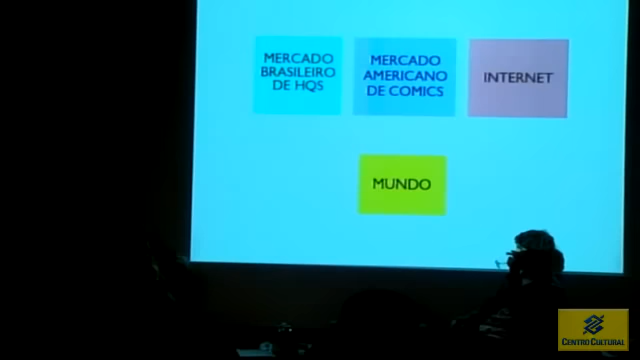 MERCADO
BRASILEIRO
DE HQS
MERCADO
AMERICANO
DE COMICS
INTERNET
MUNDO
CENTRO CULTURAL